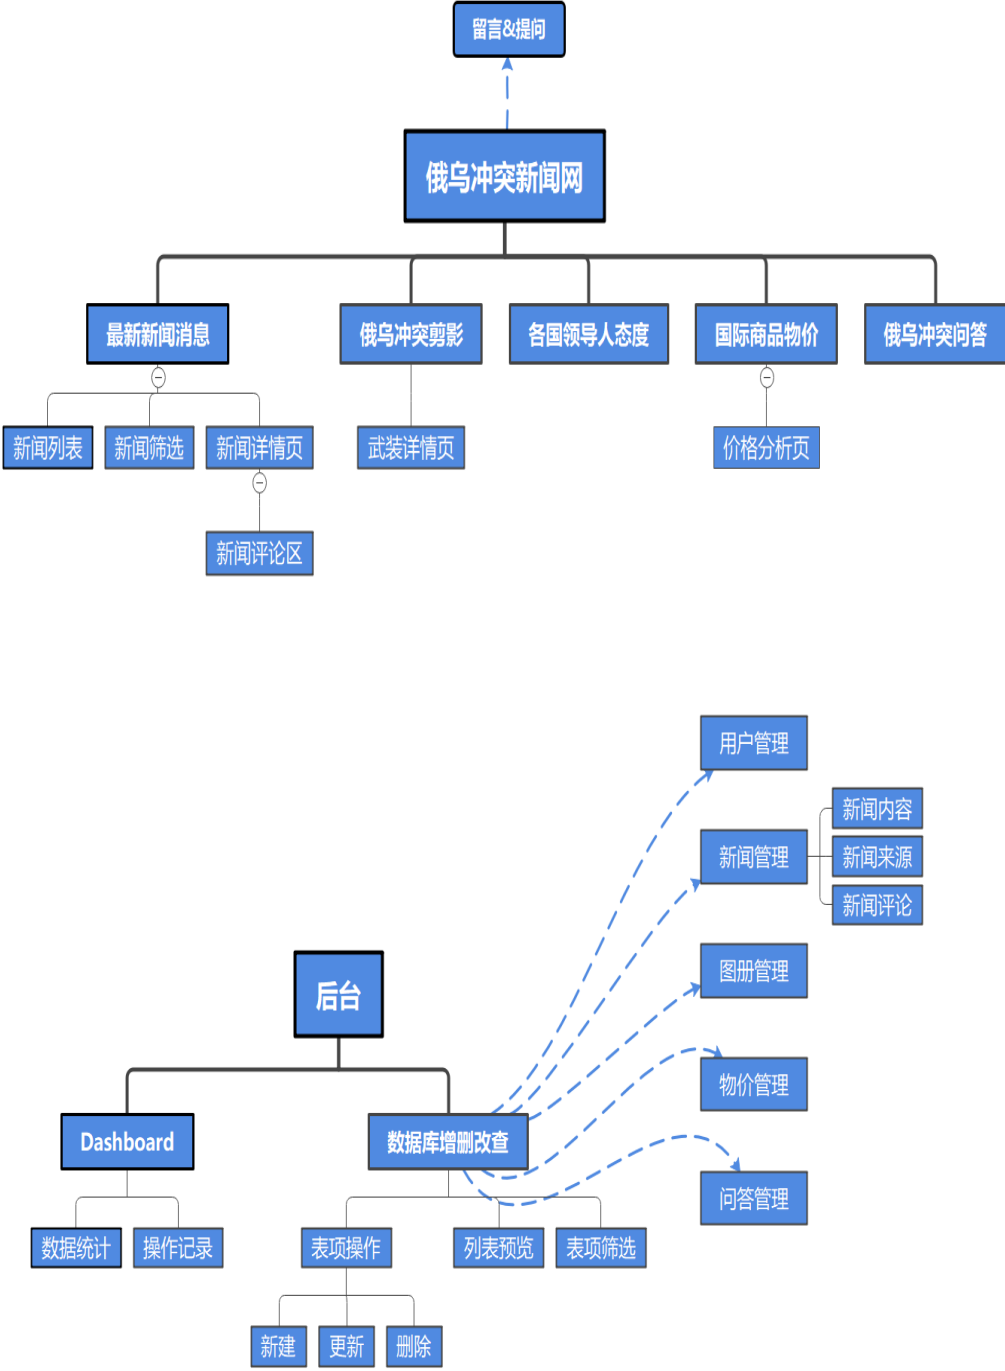 留言&提问
俄乌冲突新闻网
最新新闻消息
俄乌冲突剪影
各国领导人态度
国际商品物价
俄乌冲突问答
新闻列表
新闻筛选
新闻详情页
武装详情页
价格分析页
新闻评论区
用户管理
新闻内容
新闻管理
新闻来源
新闻评论
图册管理
后台
物价管理
Dashboard
数据库增删改查
问答管理
数据统计
操作记录
表项操作
列表预览
表项筛选
新建
更新
删除